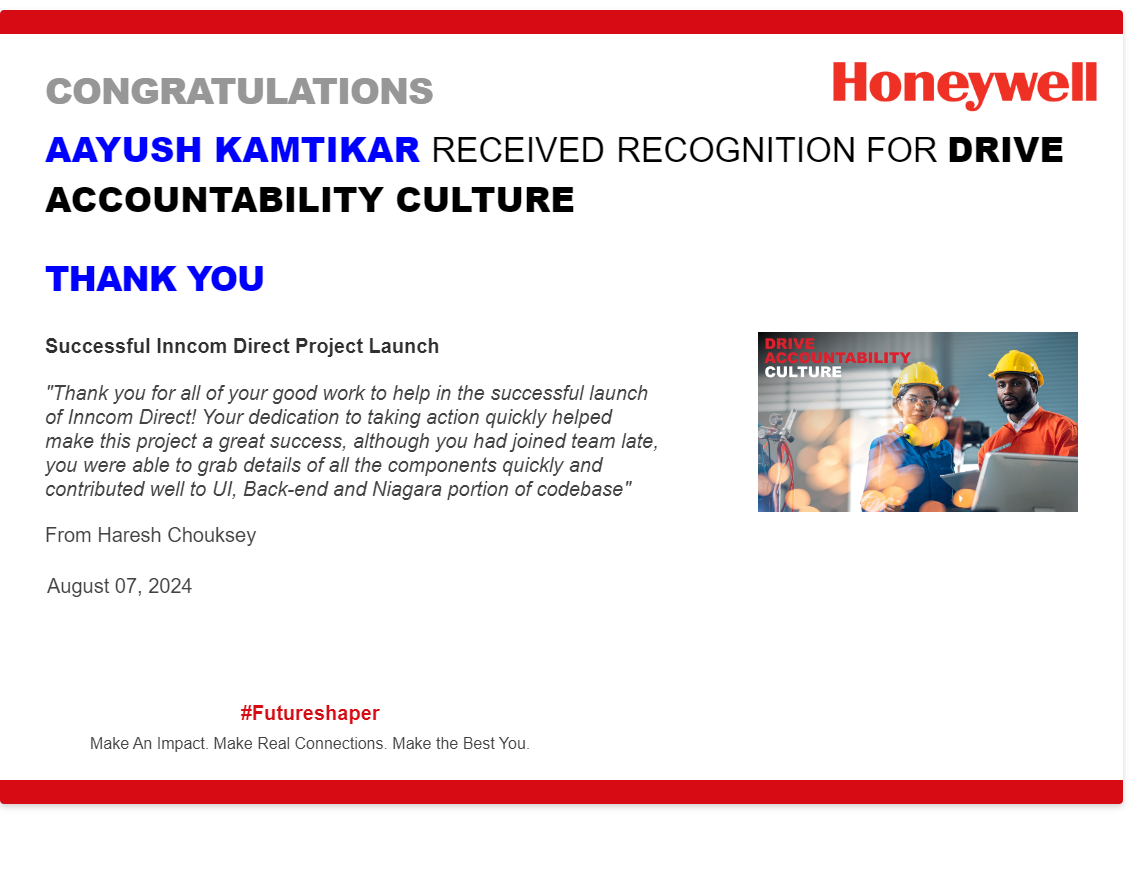 CONGRATULATIONS
Honeywell
AAYUSH KAMTIKAR RECEIVED RECOGNITION FOR DRIVE
ACCOUNTABILITY CULTURE
THANK YOU
Successful Inncom Direct Project Launch
"Thank you for all of your good work to help in the successful launch
of Inncom Direct! Your dedication to taking action quickly helped
make this project a great success, although you had joined team late,
you were able to grab details of all the components quickly and
contributed well to UI, Back-end and Niagara portion of codebase"
From Haresh Chouksey
August 07, 2024
DRIVE
ACCOUNTABILITY
CULTURE
#Futureshaper
Make An Impact. Make Real Connections. Make the Best You.